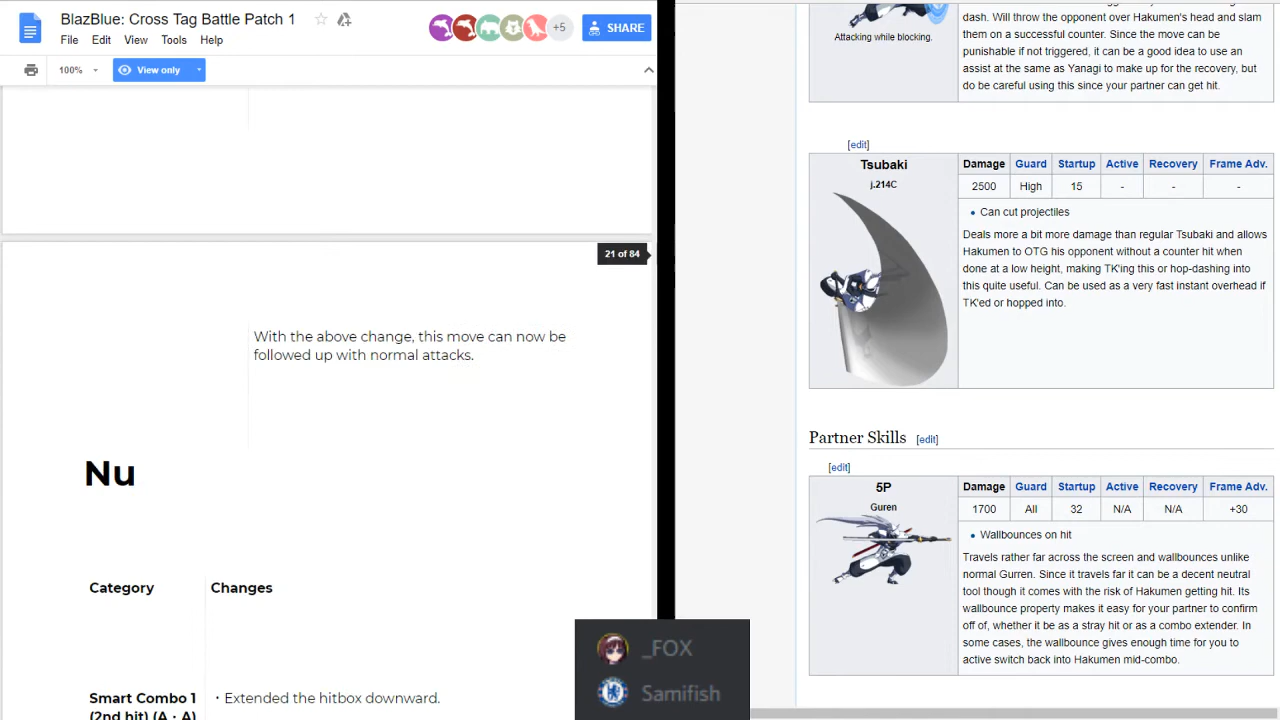 BlazBlue: Cross Tag Battle Patch 1
File Edit View Tools Help
+5
SHARE
100%
View only
21 of 84
With the above change, this move can now be
followed up with normal attacks.
Nu
Category Changes
Smart Combo 1 • Extended the hitbox downward.
(2nd hit) (A・A)
dash. Will throw the opponent over Hakumen's head and slam
them on a successful counter. Since the move can be
punishable if not triggered, it can be a good idea to use an
assist at the same as Yanagi to make up for the recovery, but
do be careful using this since your partner can get hit.
Attacking while blocking.
[edit]
Tsubaki
j.214C
Damage Guard Startup Active Recovery Frame Adv.
2500 High 15 - - -
• Can cut projectiles
Deals more a bit more damage than regular Tsubaki and allows
Hakumen to OTG his opponent without a counter hit when
done at a low height, making TK'ing this or hop-dashing into
this quite useful. Can be used as a very fast instant overhead if
TK'ed or hopped into.
Partner Skills [edit]
[edit]
5P
Guren
Damage Guard Startup Active Recovery Frame Adv.
1700 All 32 N/A N/A +30
• Wallbounces on hit
Travels rather far across the screen and wallbounces unlike
normal Gurren. Since it travels far it can be a decent neutral
tool though it comes with the risk of Hakumen getting hit. Its
wallbounce property makes it easy for your partner to confirm
off of, whether it be as a stray hit or as a combo extender. In
some cases, the wallbounce gives enough time for you to
active switch back into Hakumen mid-combo.
_FOX
Samifish